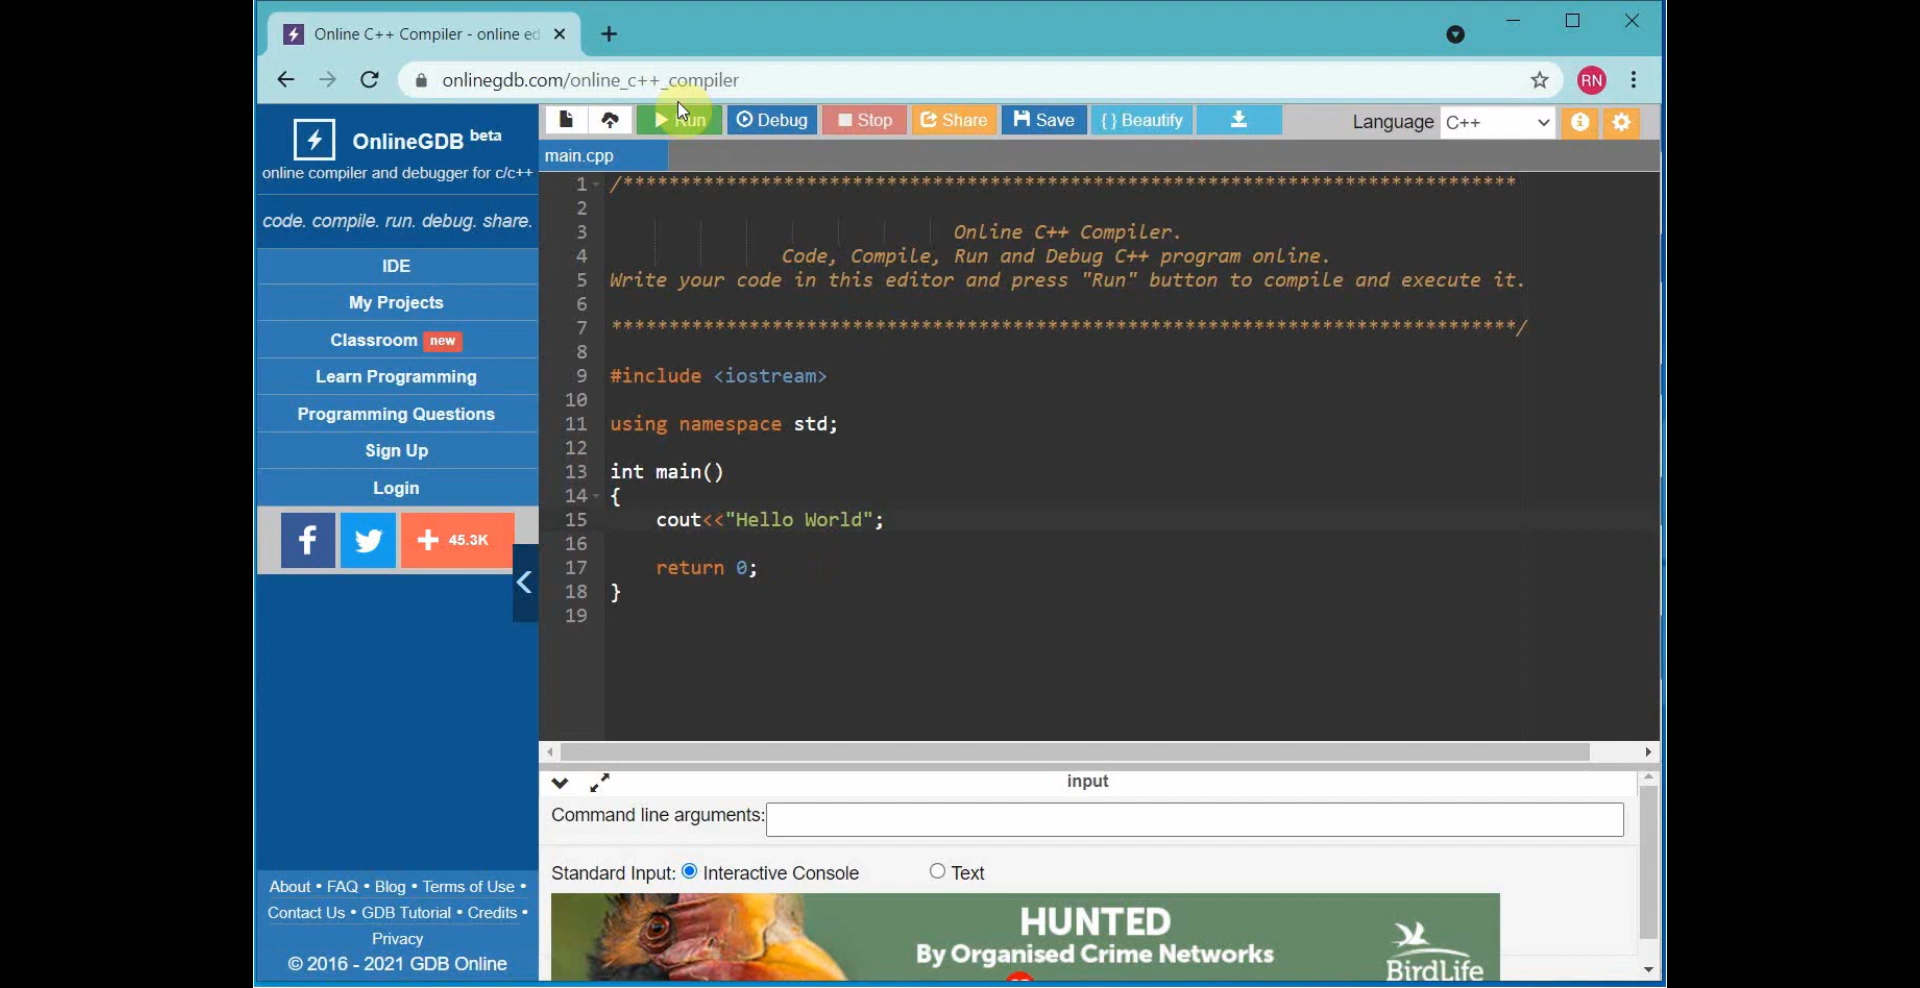 Online C++ Compiler - online ed
onlinegdb.com/online_c++_compiler
RN
OnlineGDB beta
online compiler and debugger for c/c++
code. compile. run. debug. share.
IDE
My Projects
Classroom new
Learn Programming
Programming Questions
Sign Up
Login
f
+ 45.3K
About • FAQ • Blog • Terms of Use •
Contact Us • GDB Tutorial • Credits •
Privacy
© 2016 - 2021 GDB Online
Run Debug Stop Share Save { } Beautify Language C++
main.cpp
1 /******************************************************************************
2
3 Online C++ Compiler.
4 Code, Compile, Run and Debug C++ program online.
5 Write your code in this editor and press "Run" button to compile and execute it.
6
7 *******************************************************************************/
8
9 #include <iostream>
10
11 using namespace std;
12
13 int main()
14 {
15 cout<<"Hello World";
16
17 return 0;
18 }
19
input
Command line arguments:
Standard Input: Interactive Console Text
HUNTED
By Organised Crime Networks
BirdLife